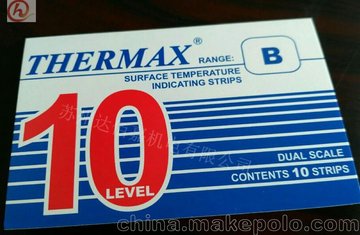 THERMAX®
RANGE: B
SURFACE TEMPERATURE
INDICATING STRIPS
10
LEVEL
DUAL SCALE
CONTENTS 10 STRIPS
china.makepolo.com